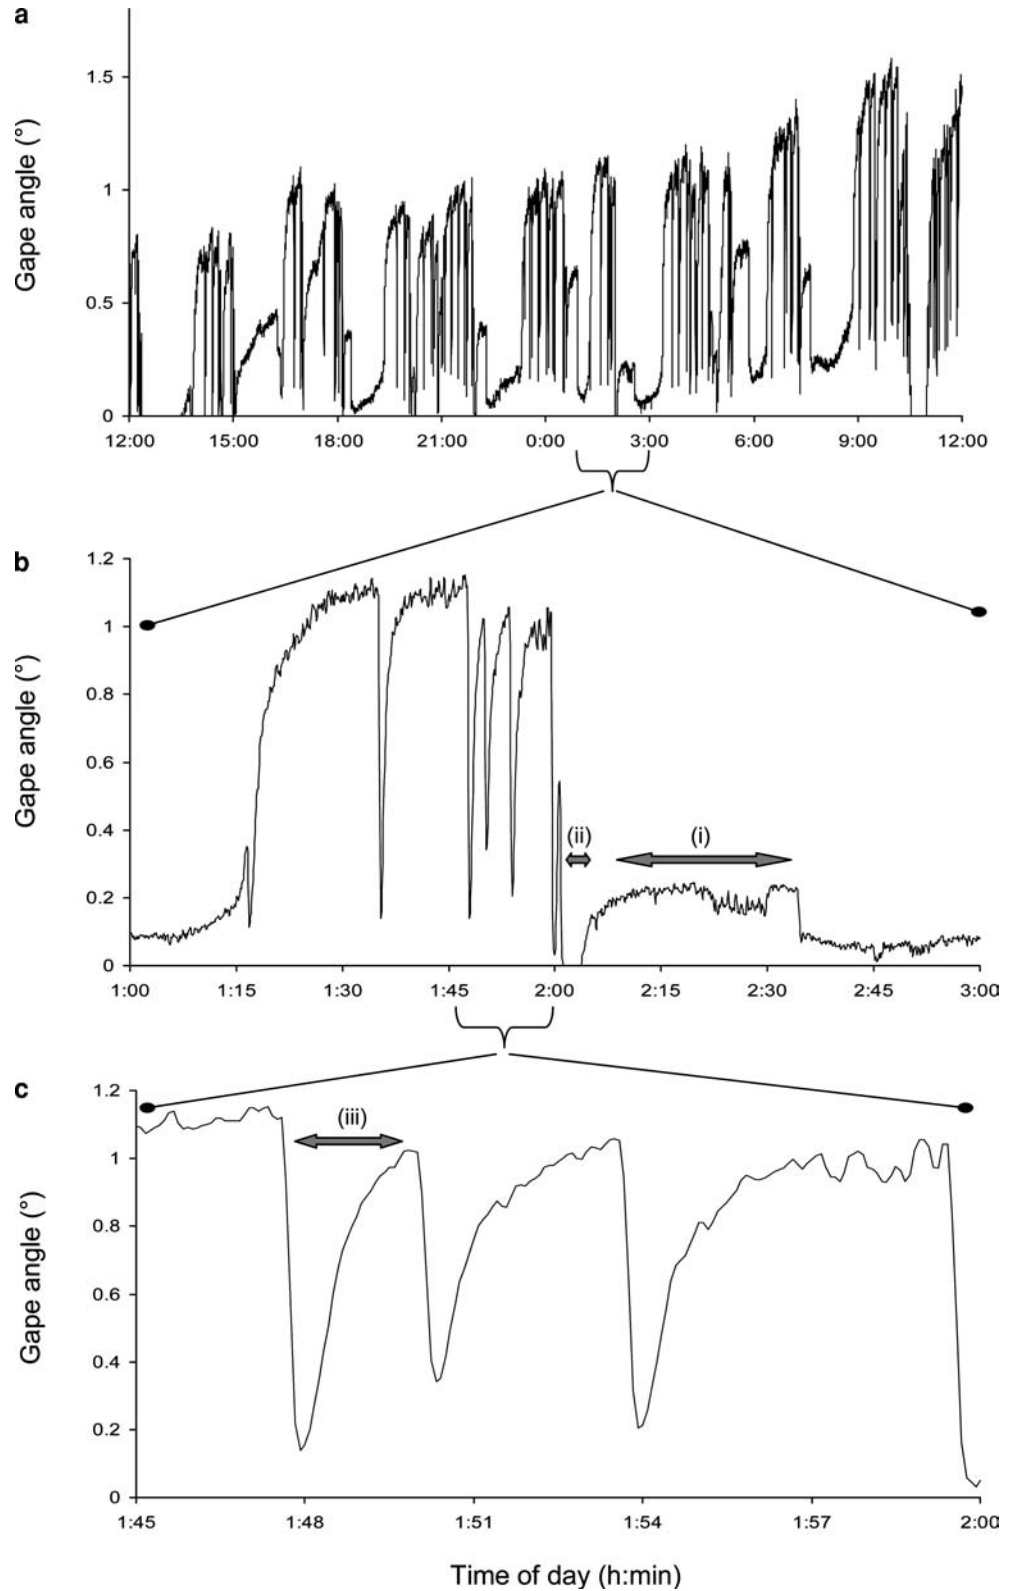 a
Gape angle (°)
1.5
1
0.5
0
12:00 15:00 18:00 21:00 0:00 3:00 6:00 9:00 12:00
b
Gape angle (°)
1.2
1
0.8
0.6
0.4
0.2
0
(ii) (i)
1:00 1:15 1:30 1:45 2:00 2:15 2:30 2:45 3:00
c
Gape angle (°)
1.2
1
0.8
0.6
0.4
0.2
0
(iii)
1:45 1:48 1:51 1:54 1:57 2:00
Time of day (h:min)